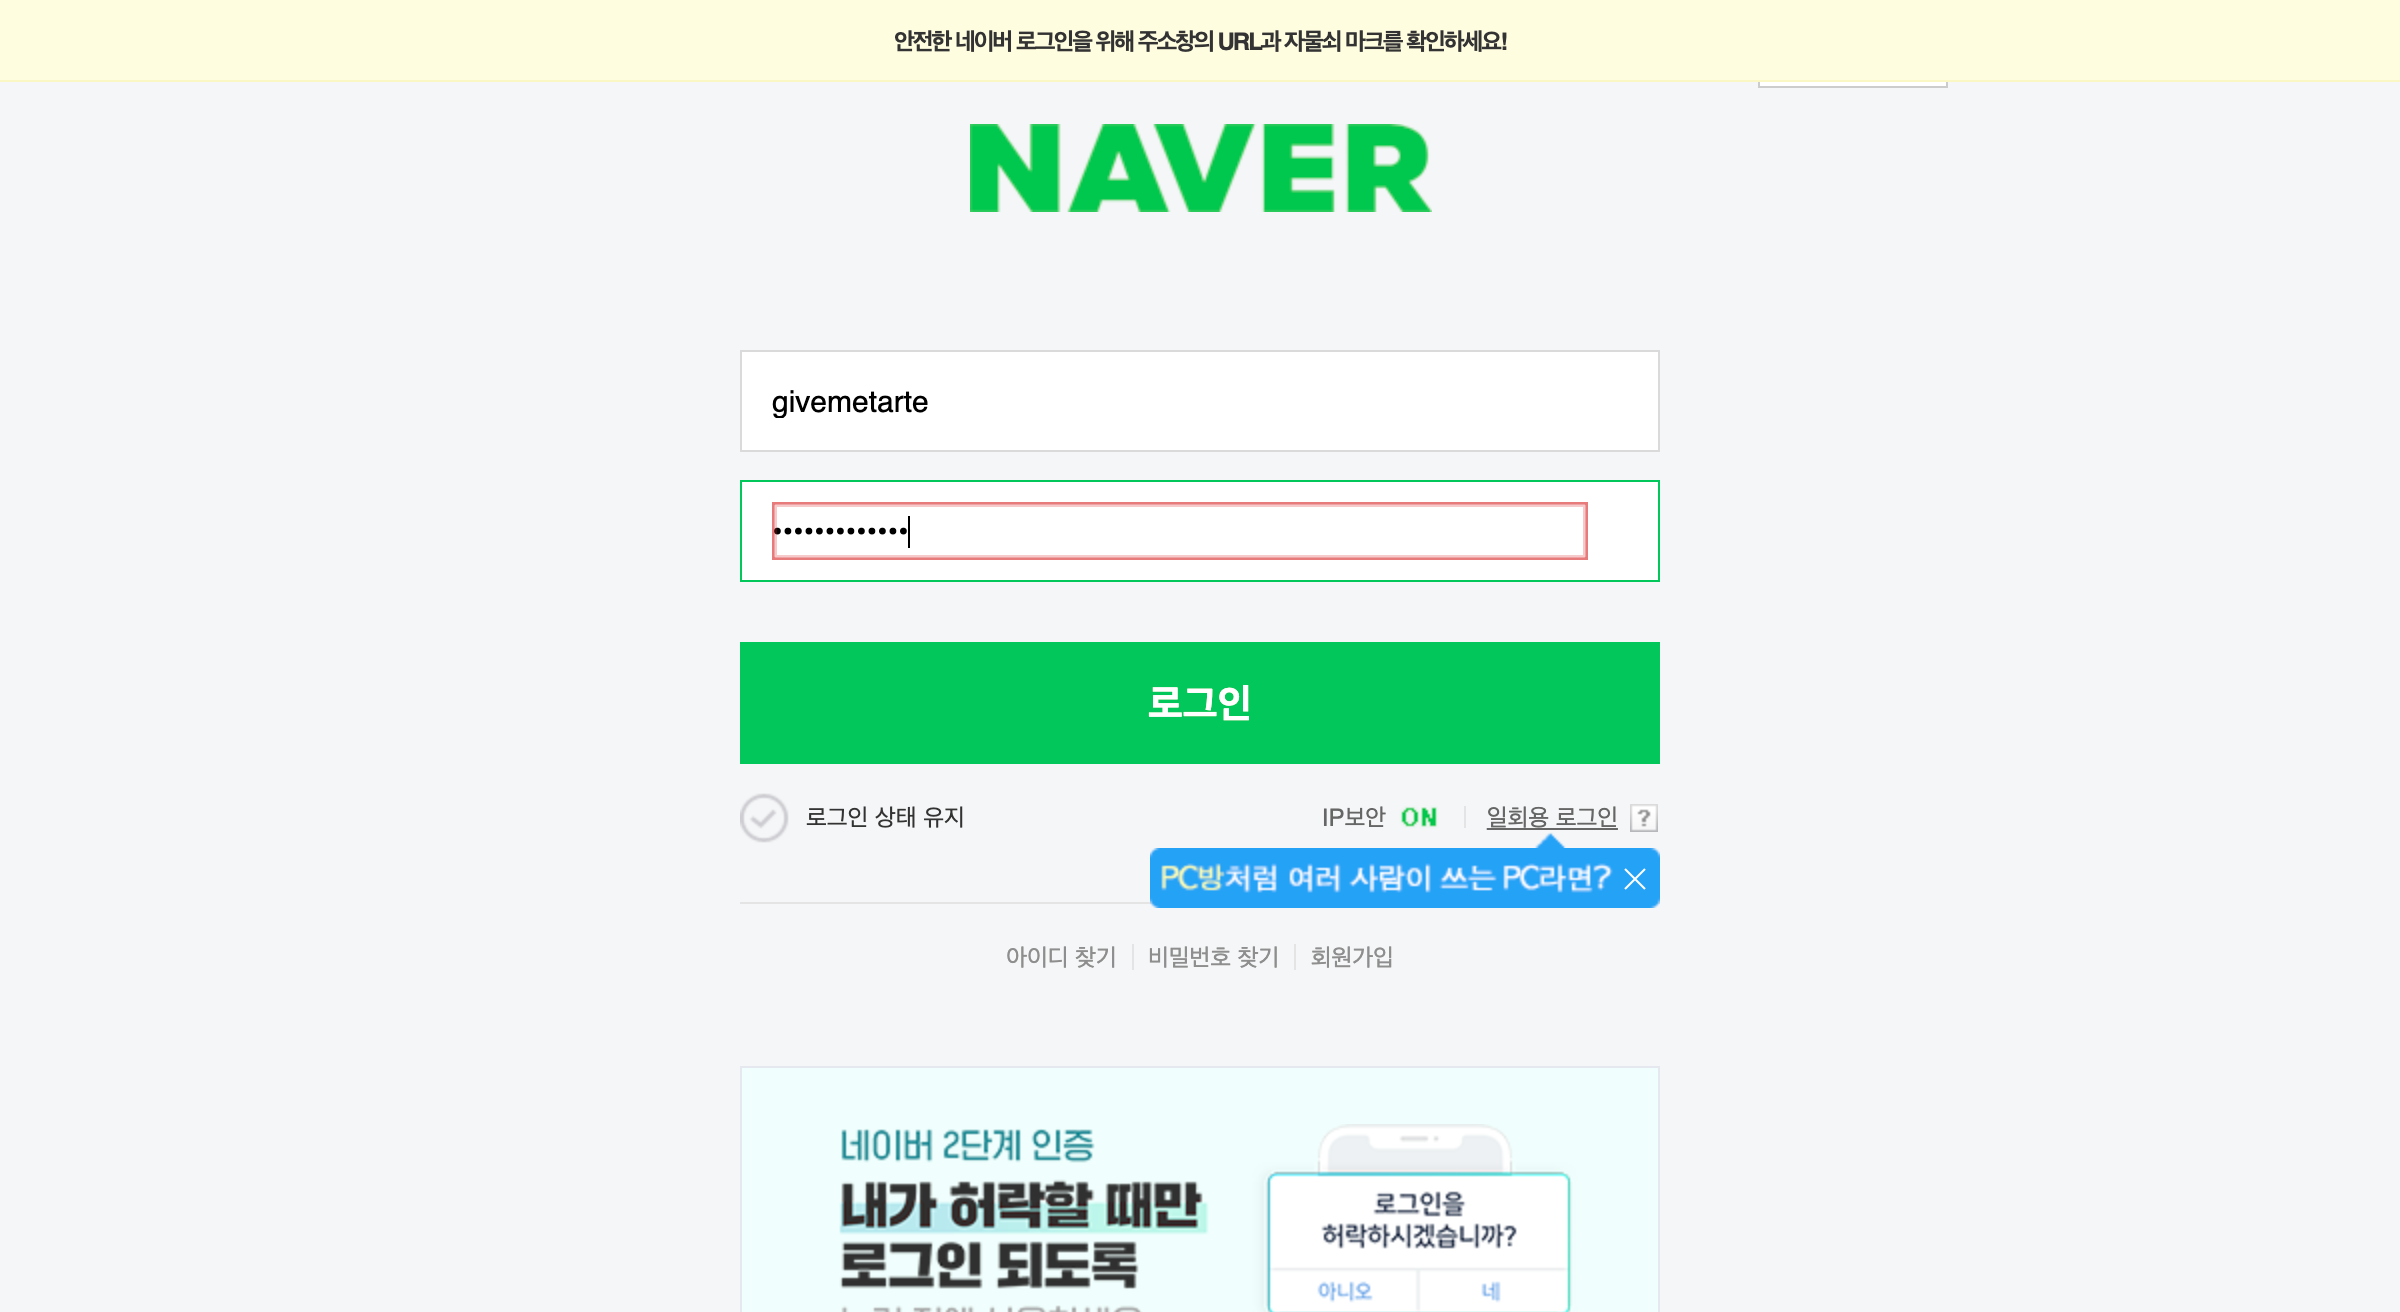 안전한 네이버 로그인을 위해 주소창의 URL과 자물쇠 마크를 확인하세요!
NAVER
givemetarte
•••••••••••••
로그인
로그인 상태 유지
IP보안 ON
일회용 로그인 ?
PC방처럼 여러 사람이 쓰는 PC라면?
아이디 찾기
비밀번호 찾기
회원가입
네이버 2단계 인증
내가 허락할 때만
로그인 되도록
로그인을
허락하시겠습니까?
아니오
네